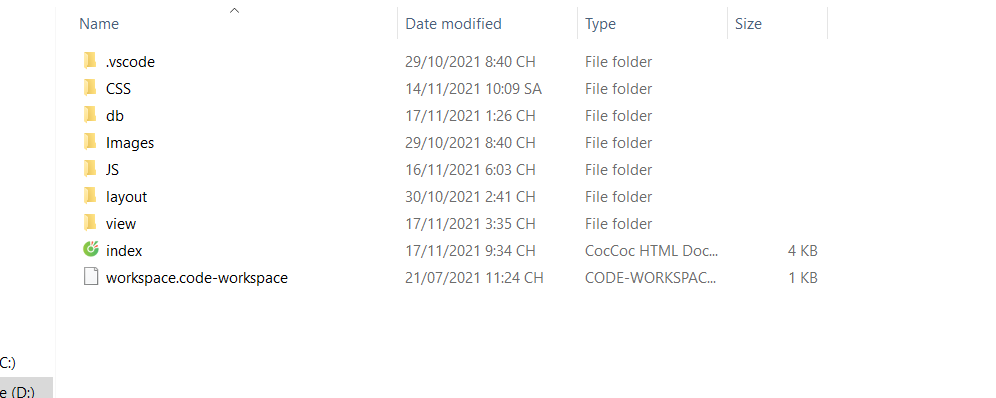 Name Date modified Type Size
.vscode 29/10/2021 8:40 CH File folder
CSS 14/11/2021 10:09 SA File folder
db 17/11/2021 1:26 CH File folder
Images 29/10/2021 8:40 CH File folder
JS 16/11/2021 6:03 CH File folder
layout 30/10/2021 2:41 CH File folder
view 17/11/2021 3:35 CH File folder
index 17/11/2021 9:34 CH CocCoc HTML Doc... 4 KB
workspace.code-workspace 21/07/2021 11:24 CH CODE-WORKSPAC... 1 KB
C:)
e (D:)